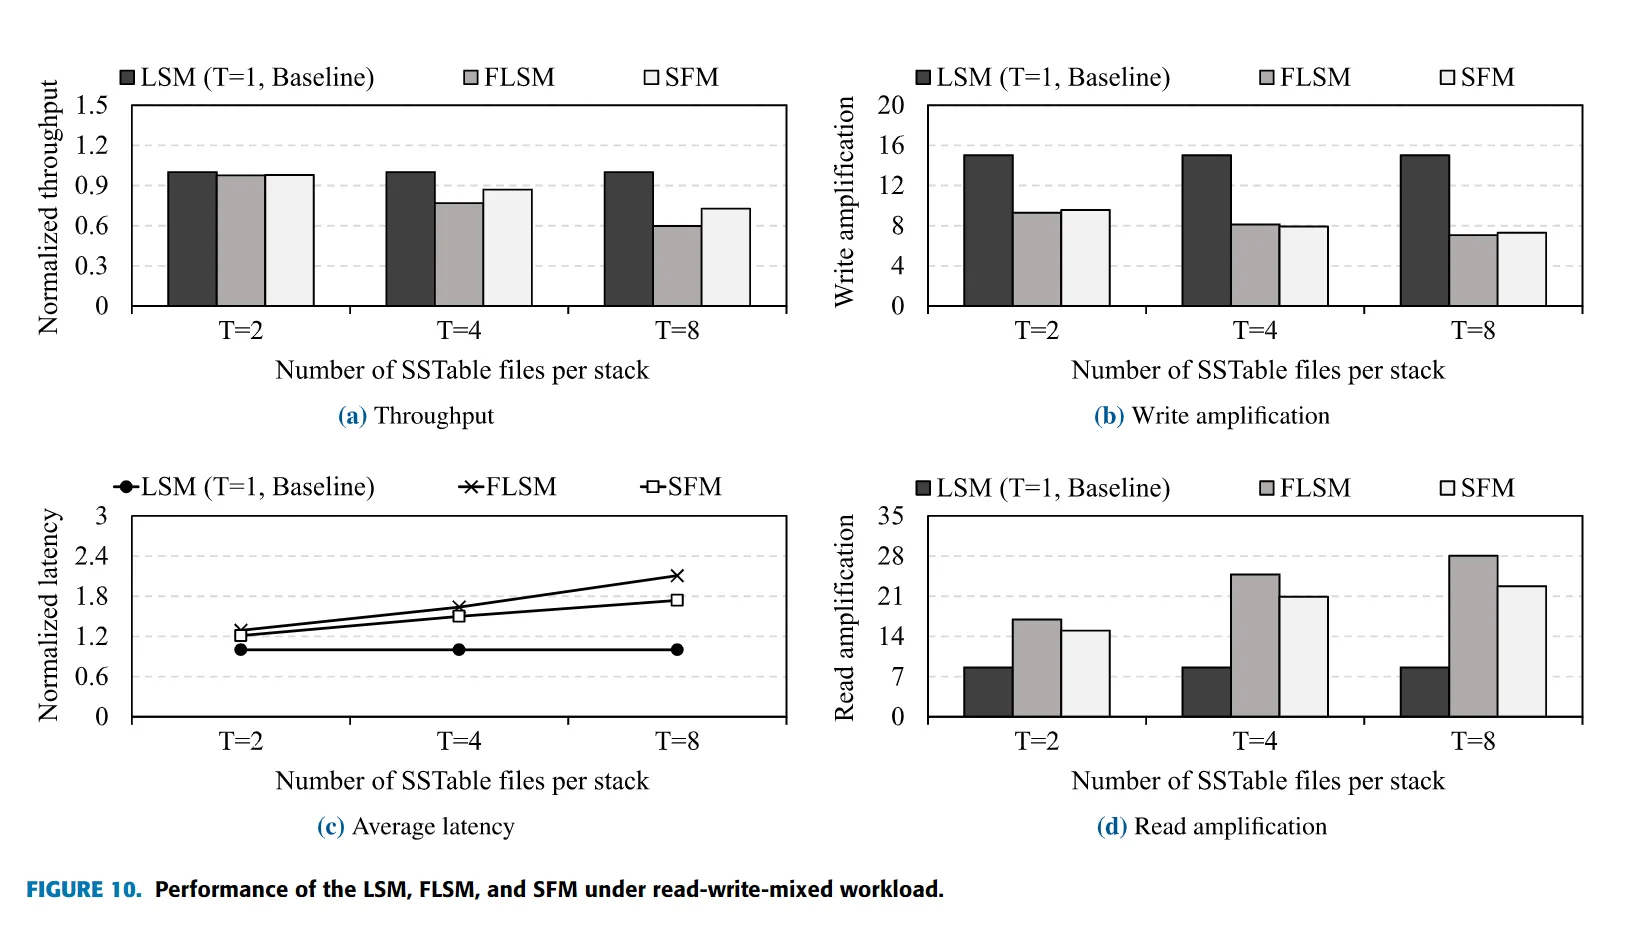 LSM (T=1, Baseline) FLSM SFM
Normalized throughput
1.5
1.2
0.9
0.6
0.3
0
T=2 T=4 T=8
Number of SSTable files per stack
(a) Throughput
LSM (T=1, Baseline) FLSM SFM
Write amplification
20
16
12
8
4
0
T=2 T=4 T=8
Number of SSTable files per stack
(b) Write amplification
LSM (T=1, Baseline) FLSM SFM
Normalized latency
3
2.4
1.8
1.2
0.6
0
T=2 T=4 T=8
Number of SSTable files per stack
(c) Average latency
LSM (T=1, Baseline) FLSM SFM
Read amplification
35
28
21
14
7
0
T=2 T=4 T=8
Number of SSTable files per stack
(d) Read amplification
FIGURE 10. Performance of the LSM, FLSM, and SFM under read-write-mixed workload.